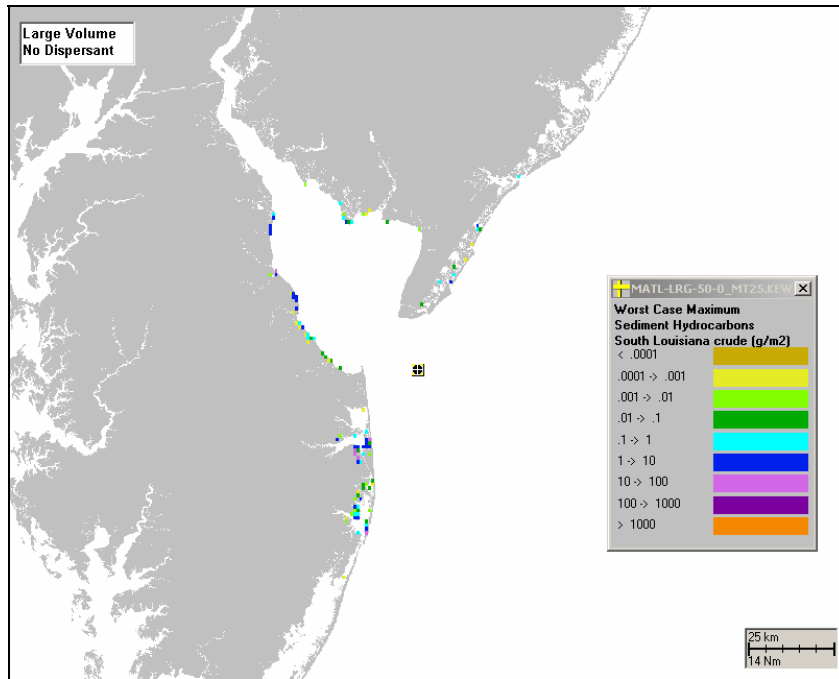 Large Volume
No Dispersant
MATL-LRG-50-0_MT25.KEW
Worst Case Maximum
Sediment Hydrocarbons
South Louisiana crude (g/m2)
< .0001
.0001 -> .001
.001 -> .01
.01 -> .1
.1 -> 1
1 -> 10
10 -> 100
100 -> 1000
> 1000
25 km
14 Nm